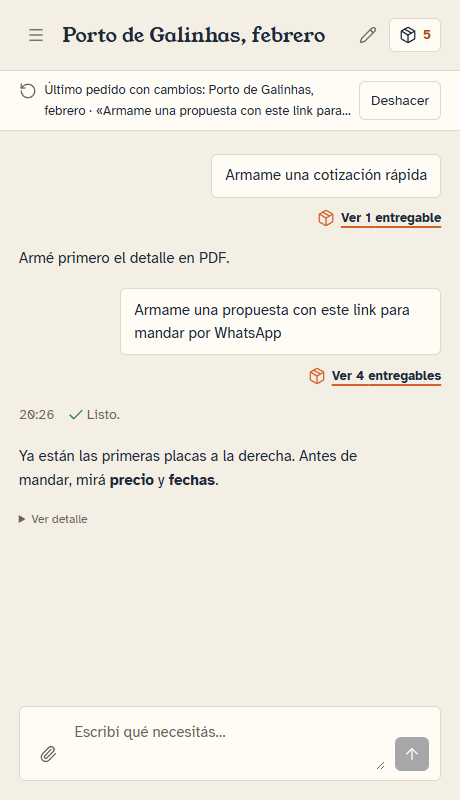 Porto de Galinhas, febrero
5
Último pedido con cambios: Porto de Galinhas,
febrero · «Armame una propuesta con este link para...
Deshacer
Armame una cotización rápida
Ver 1 entregable
Armé primero el detalle en PDF.
Armame una propuesta con este link para
mandar por WhatsApp
Ver 4 entregables
20:26 Listo.
Ya están las primeras placas a la derecha. Antes de
mandar, mirá precio y fechas.
Ver detalle
Escribí qué necesitás...